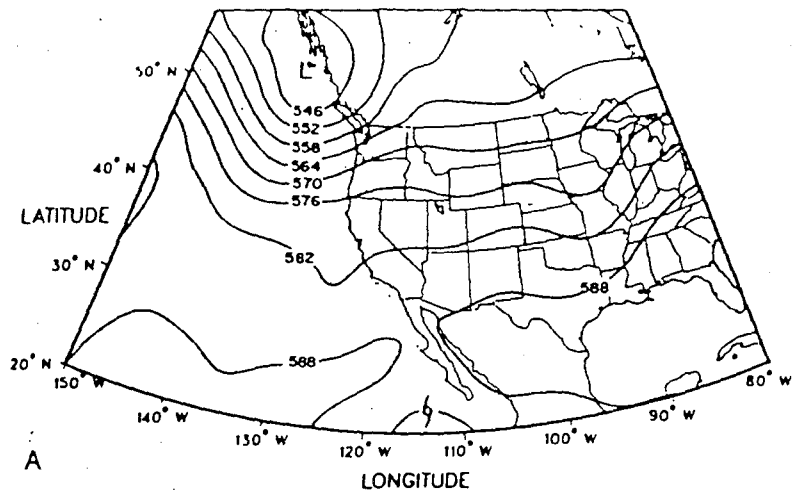 50° N
L
546
552
558
564
570
576
40° N
LATITUDE
582
30° N
588
588
20° N
150° W
140° W
130° W
120° W
110° W
100° W
90° W
80° W
A
LONGITUDE